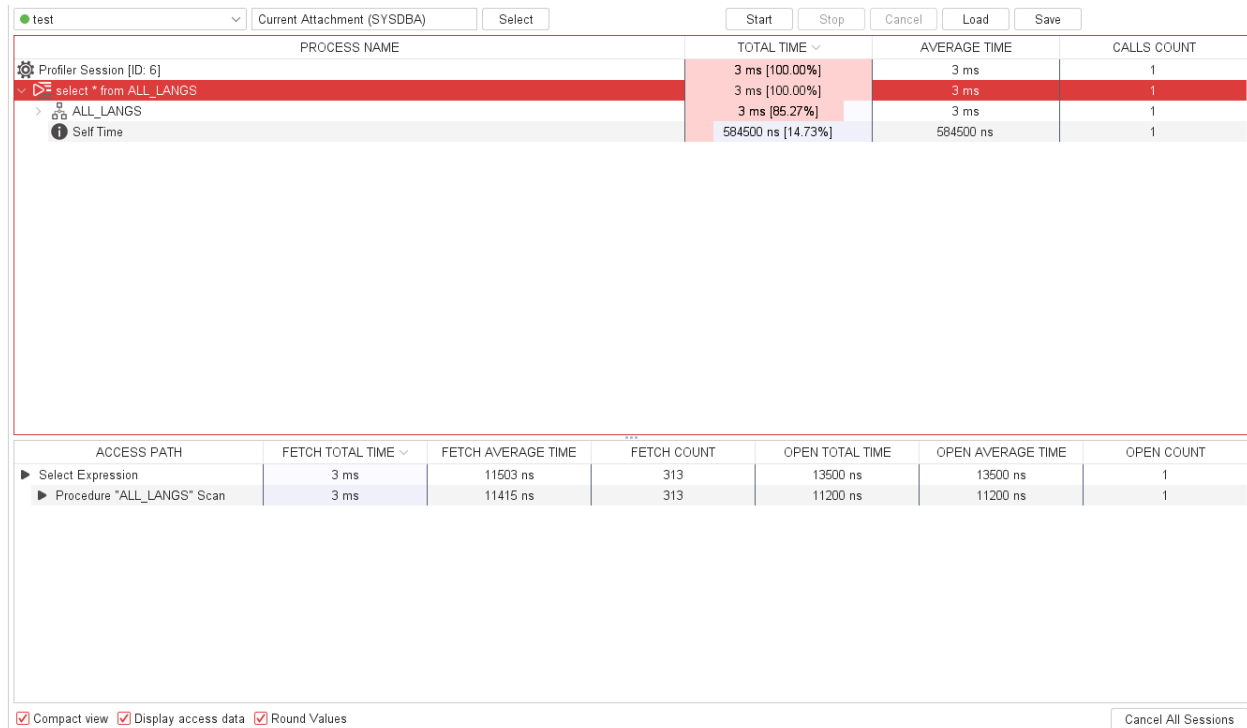 test Current Attachment (SYSDBA) Select Start Stop Cancel Load Save
PROCESS NAME TOTAL TIME AVERAGE TIME CALLS COUNT
Profiler Session [ID: 6] 3 ms [100.00%] 3 ms 1
select * from ALL_LANGS 3 ms [100.00%] 3 ms 1
ALL_LANGS 3 ms [85.27%] 3 ms 1
Self Time 584500 ns [14.73%] 584500 ns 1
ACCESS PATH FETCH TOTAL TIME FETCH AVERAGE TIME FETCH COUNT OPEN TOTAL TIME OPEN AVERAGE TIME OPEN COUNT
Select Expression 3 ms 11503 ns 313 13500 ns 13500 ns 1
Procedure "ALL_LANGS" Scan 3 ms 11415 ns 313 11200 ns 11200 ns 1
Compact view Display access data Round Values Cancel All Sessions